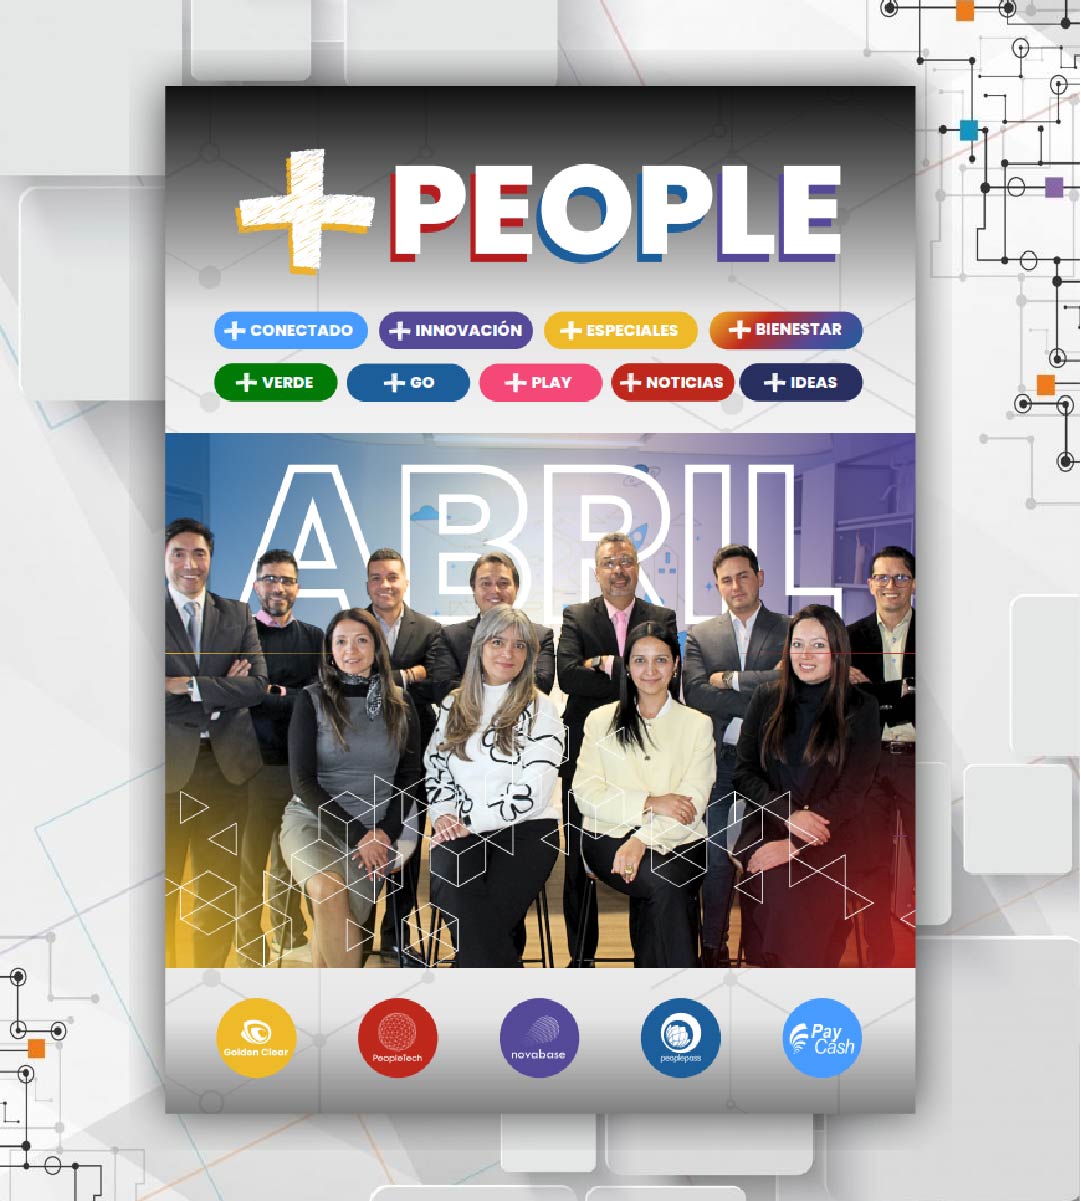 + PEOPLE
+ CONECTADO
+ INNOVACIÓN
+ ESPECIALES
+ BIENESTAR
+ VERDE
+ GO
+ PLAY
+ NOTICIAS
+ IDEAS
ABRIL
Golden Clear
PeopleTech
novabase
peoplepass
Pay
Cash